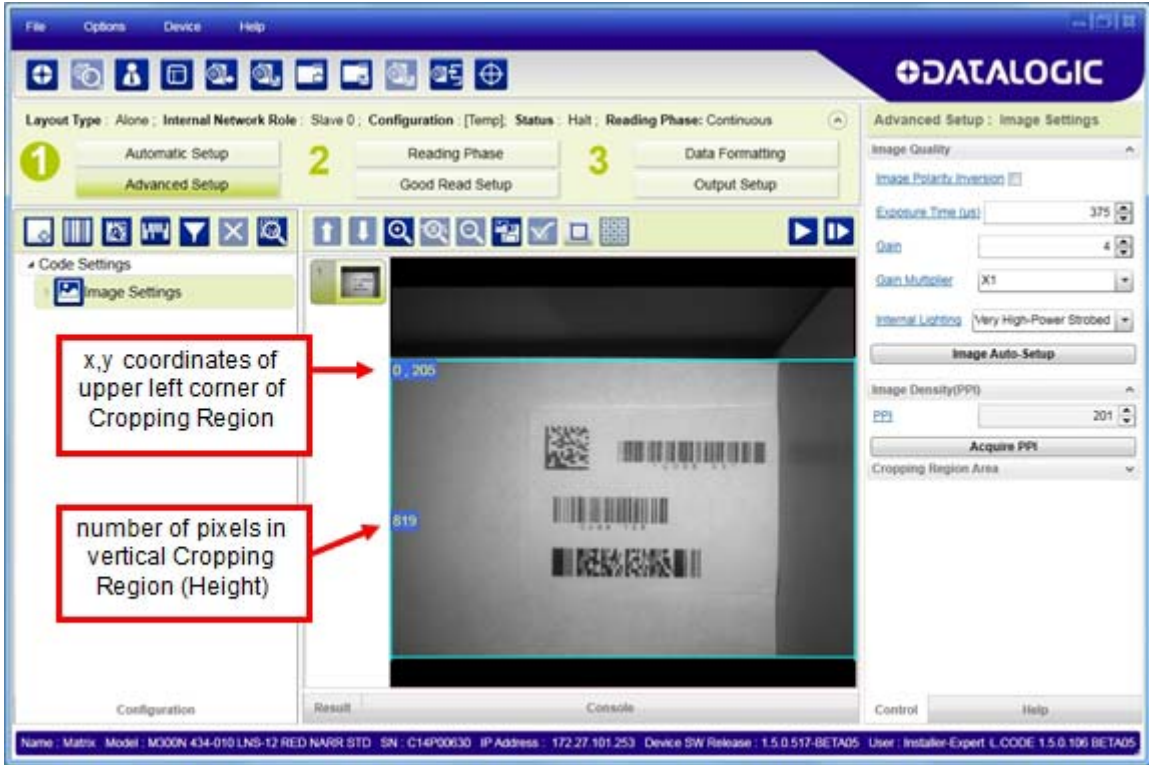 File Options Device Help
DATALOGIC
Layout Type : Alone ; Internal Network Role : Slave 0 ; Configuration : [Temp]; Status : Halt ; Reading Phase: Continuous
Advanced Setup : Image Settings
1 Automatic Setup 2 Reading Phase 3 Data Formatting
Advanced Setup Good Read Setup Output Setup
Image Quality
Image Polarity Inversion
Exposure Time (us) 375
Gain 4
Gain Multiplier X1
Internal Lighting Very High-Power Strobed
Image Auto-Setup
Image Density(PPI)
PPI 201
Acquire PPI
Cropping Region Area
Code Settings
Image Settings
1
x,y coordinates of
upper left corner of
Cropping Region
0 , 205
number of pixels in
vertical Cropping
Region (Height)
819
Configuration
Result Console
Control Help
Name : Matrix Model : M300N 434-010 LNS-12 RED NARR STD SN : C14P00630 IP Address : 172.27.101.253 Device SW Release : 1.5.0.517-BETA05 User : Installer-Expert L.CODE 1.5.0.106 BETA05